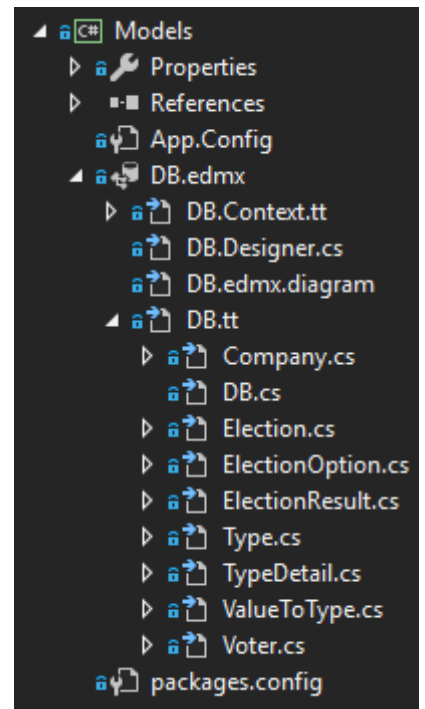 C# Models
Properties
References
App.Config
DB.edmx
DB.Context.tt
DB.Designer.cs
DB.edmx.diagram
DB.tt
Company.cs
DB.cs
Election.cs
ElectionOption.cs
ElectionResult.cs
Type.cs
TypeDetail.cs
ValueToType.cs
Voter.cs
packages.config